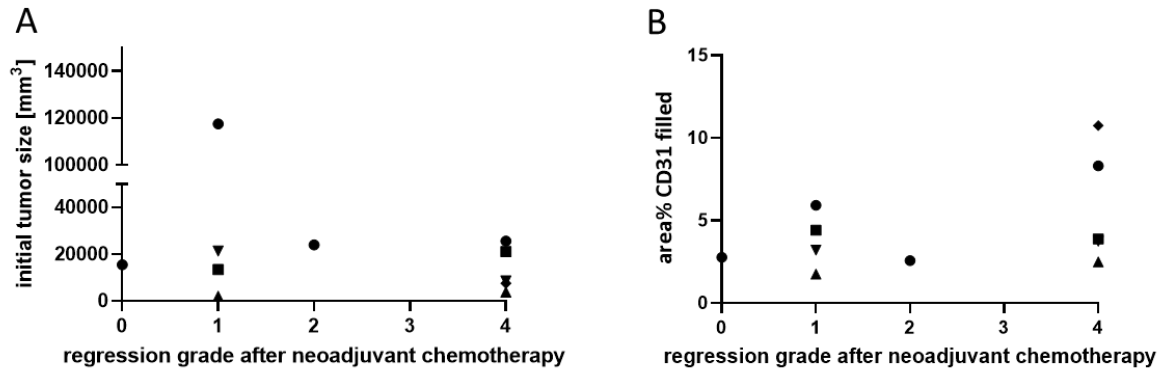 A
initial tumor size [mm³]
140000
120000
100000
40000
20000
0
0 1 2 3 4
regression grade after neoadjuvant chemotherapy
B
area% CD31 filled
15
10
5
0
0 1 2 3 4
regression grade after neoadjuvant chemotherapy